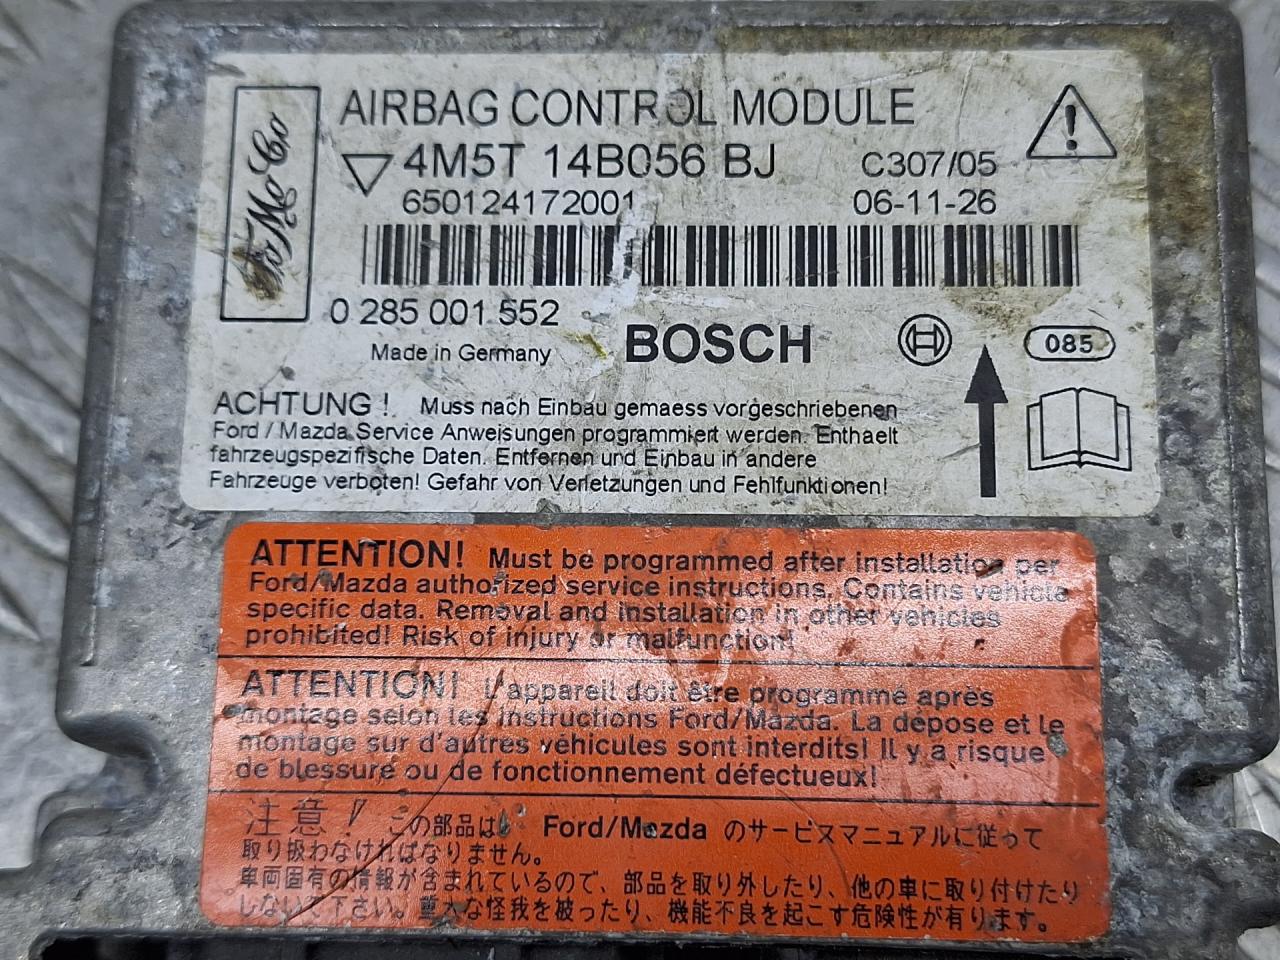 FoMoCo
AIRBAG CONTROL MODULE
4M5T 14B056 BJ C307/05
650124172001 06-11-26
0 285 001 552
Made in Germany BOSCH 085
ACHTUNG ! Muss nach Einbau gemaess vorgeschriebenen
Ford / Mazda Service Anweisungen programmiert werden. Enthaelt
fahrzeugspezifische Daten. Entfernen und Einbau in andere
Fahrzeuge verboten! Gefahr von Verletzungen und Fehlfunktionen!
ATTENTION! Must be programmed after installation per
Ford/Mazda authorized service instructions. Contains vehicle
specific data. Removal and installation in other vehicles
prohibited! Risk of injury or malfunction!
ATTENTION! L'appareil doit être programmé après
montage selon les instructions Ford/Mazda. La dépose et le
montage sur d'autres véhicules sont interdits! Il y a risque
de blessure ou de fonctionnement défectueux!
注意! この部品は Ford/Mazda のサービスマニュアルに従って
取り扱わなければなりません。
車両固有の情報が含まれているので、部品を取り外したり、他の車に取り付けたり
しないで下さい。重大な怪我を被ったり、機能不良を起こす危険性が有ります。